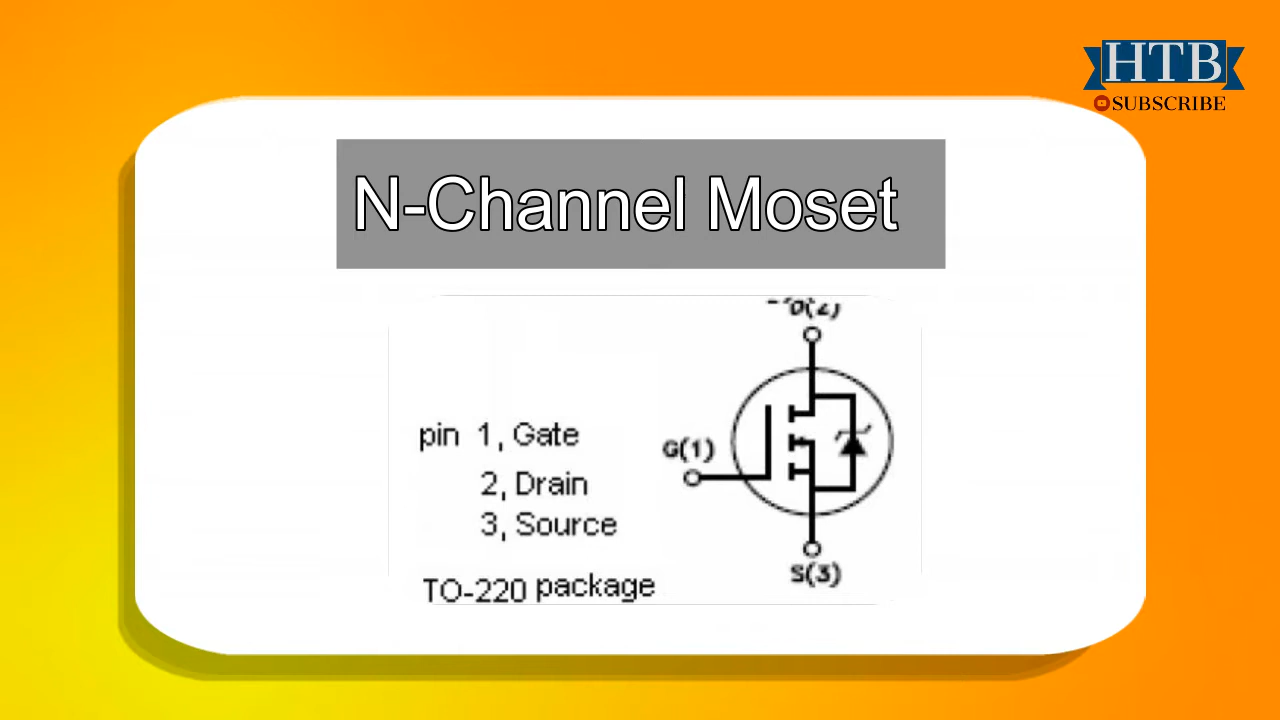 HTB
SUBSCRIBE
N-Channel Moset
D(2)
pin 1, Gate
G(1)
2, Drain
3, Source
S(3)
TO-220 package